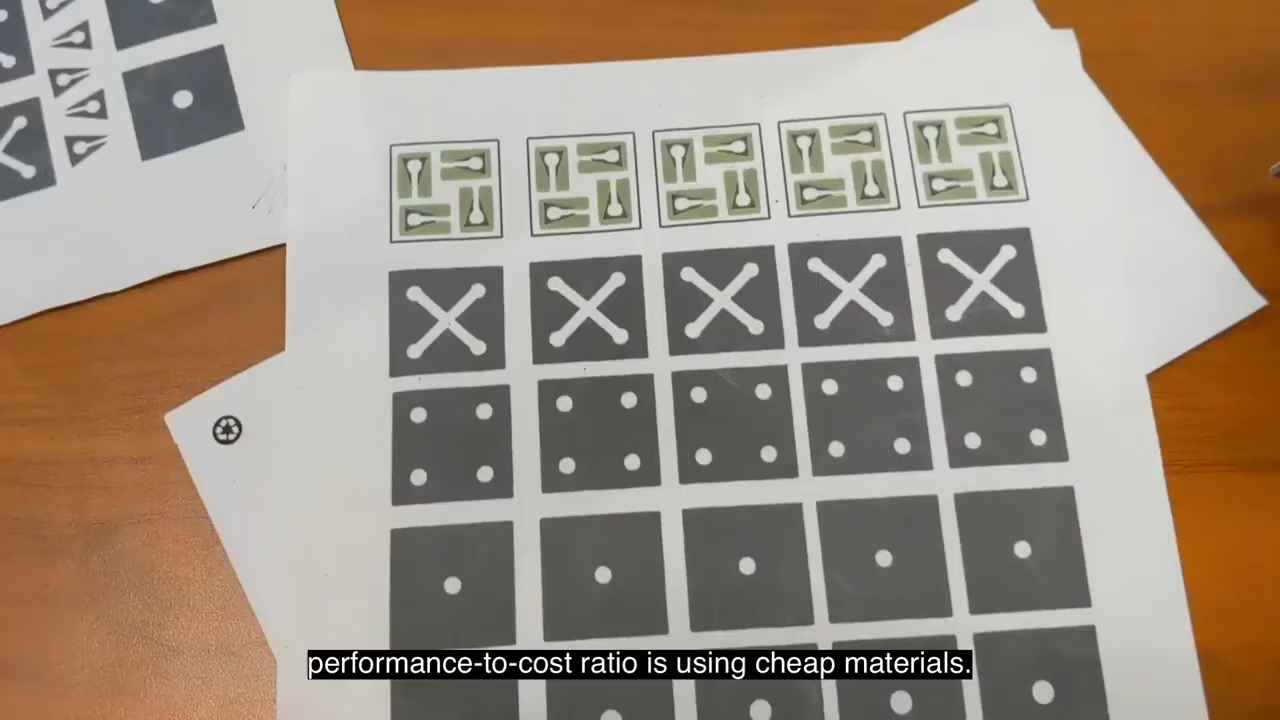 performance-to-cost ratio is using cheap materials.